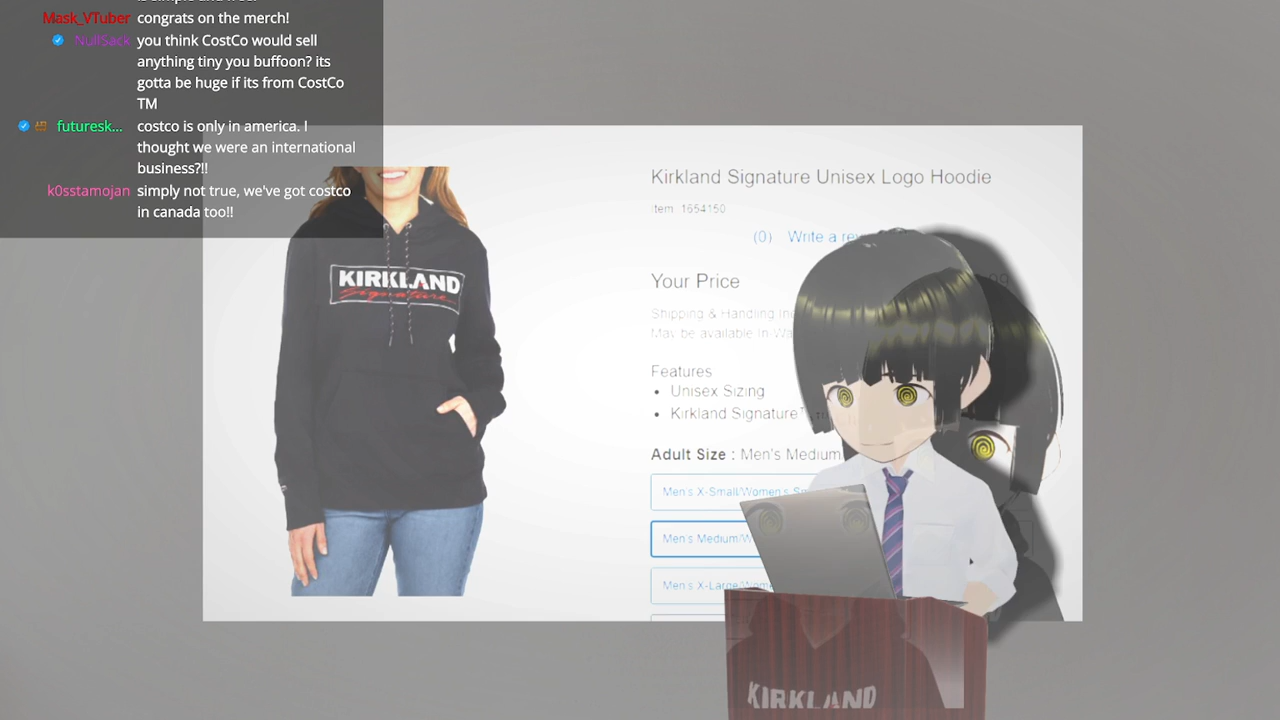 Mask_VTuber congrats on the merch!
NullSack you think CostCo would sell
anything tiny you buffoon? its
gotta be huge if its from CostCo
TM
futuresk... costco is only in america. I
thought we were an international
business?!!
k0sstamojan simply not true, we've got costco
in canada too!!
KIRKLAND
Signature
Kirkland Signature Unisex Logo Hoodie
Item 1654150
(0) Write a rev
Your Price
Shipping & Handling Inc
May be available In-Wa
Features
• Unisex Sizing
• Kirkland Signature™
Adult Size : Men's Medium
Men's X-Small/Women's Sm
Men's Medium/W
Men's X-Large/Wome
KIRKLAND